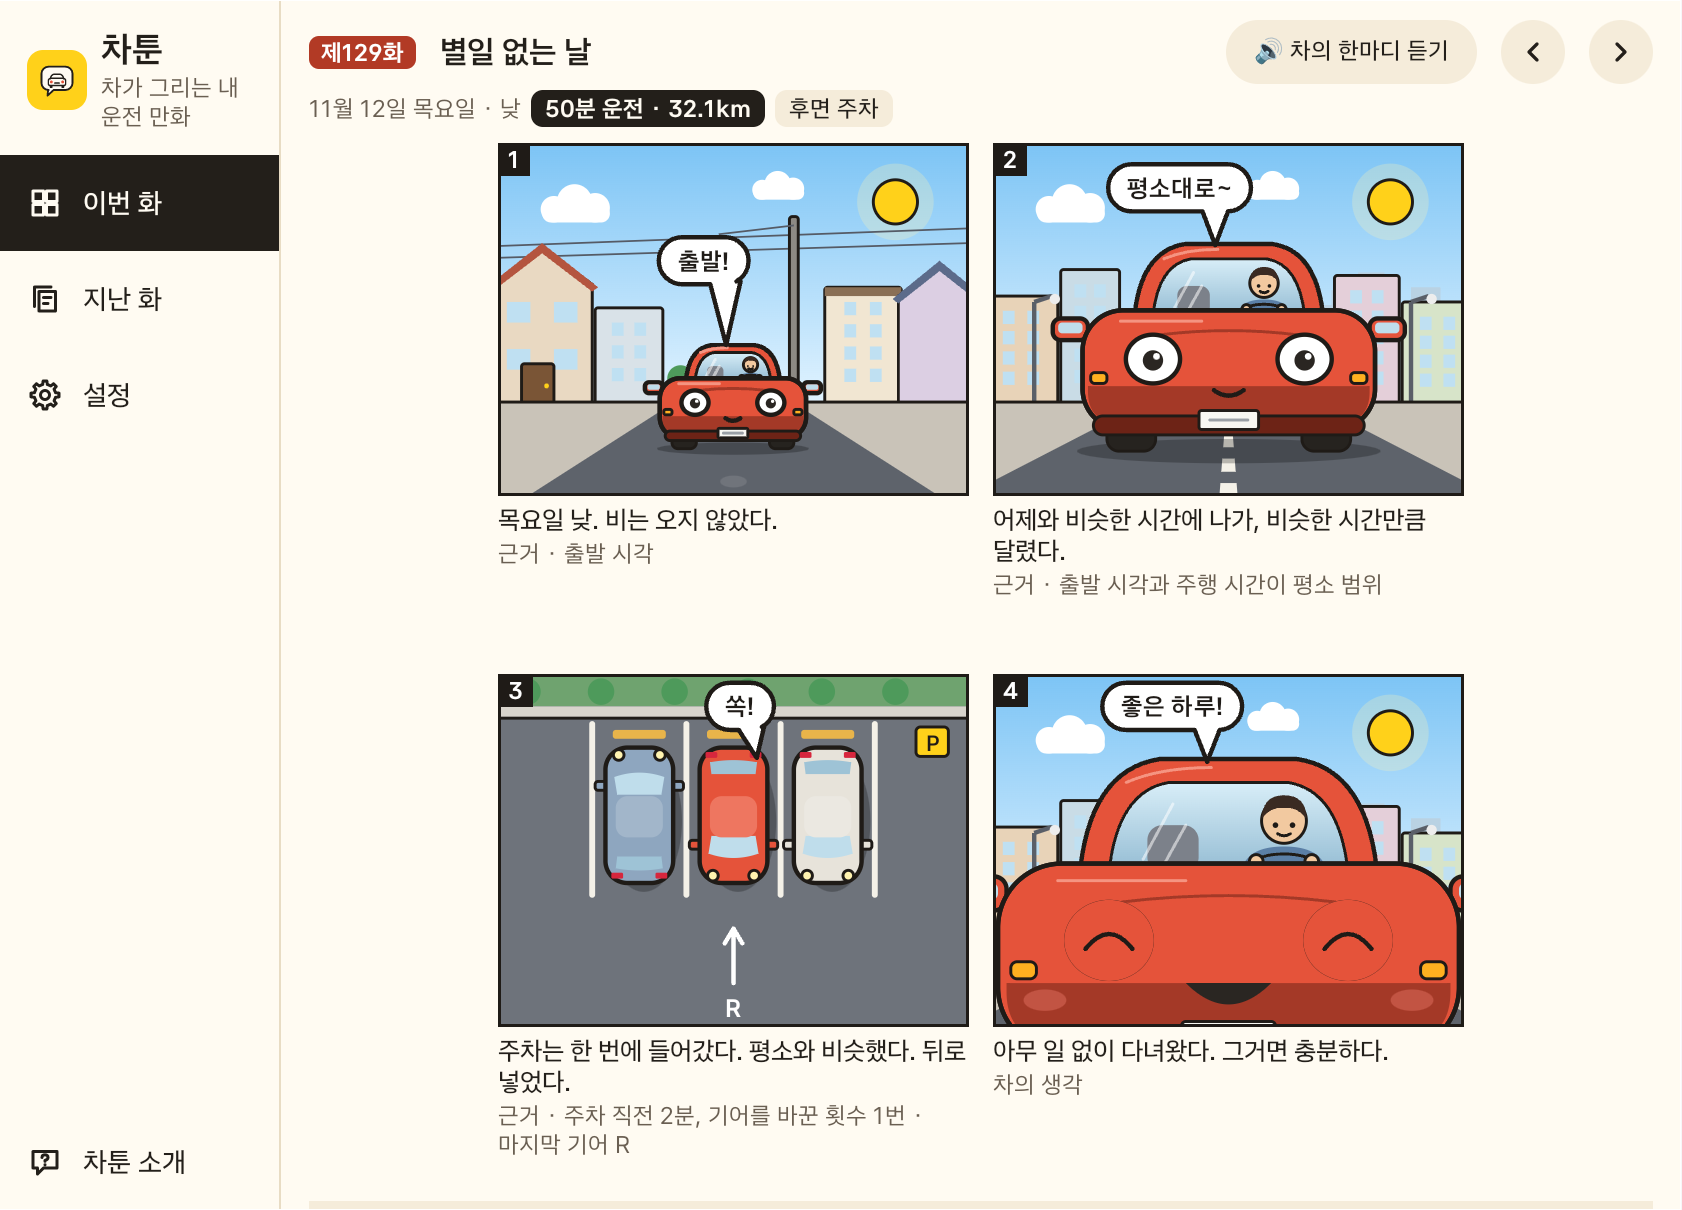 차툰
차가 그리는 내
운전 만화
이번 화
지난 화
설정
차툰 소개
제129화 별일 없는 날
차의 한마디 듣기
11월 12일 목요일 · 낮 50분 운전 · 32.1km 후면 주차
1
출발!
목요일 낮. 비는 오지 않았다.
근거 · 출발 시각
2
평소대로~
어제와 비슷한 시간에 나가, 비슷한 시간만큼
달렸다.
근거 · 출발 시각과 주행 시간이 평소 범위
3
쏙!
P
R
주차는 한 번에 들어갔다. 평소와 비슷했다. 뒤로
넣었다.
근거 · 주차 직전 2분, 기어를 바꾼 횟수 1번 ·
마지막 기어 R
4
좋은 하루!
아무 일 없이 다녀왔다. 그거면 충분하다.
차의 생각